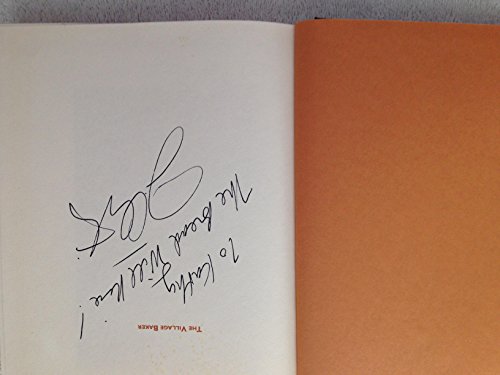 THE VILLAGE BAKER
To Kathy
The Bread Will Rise!